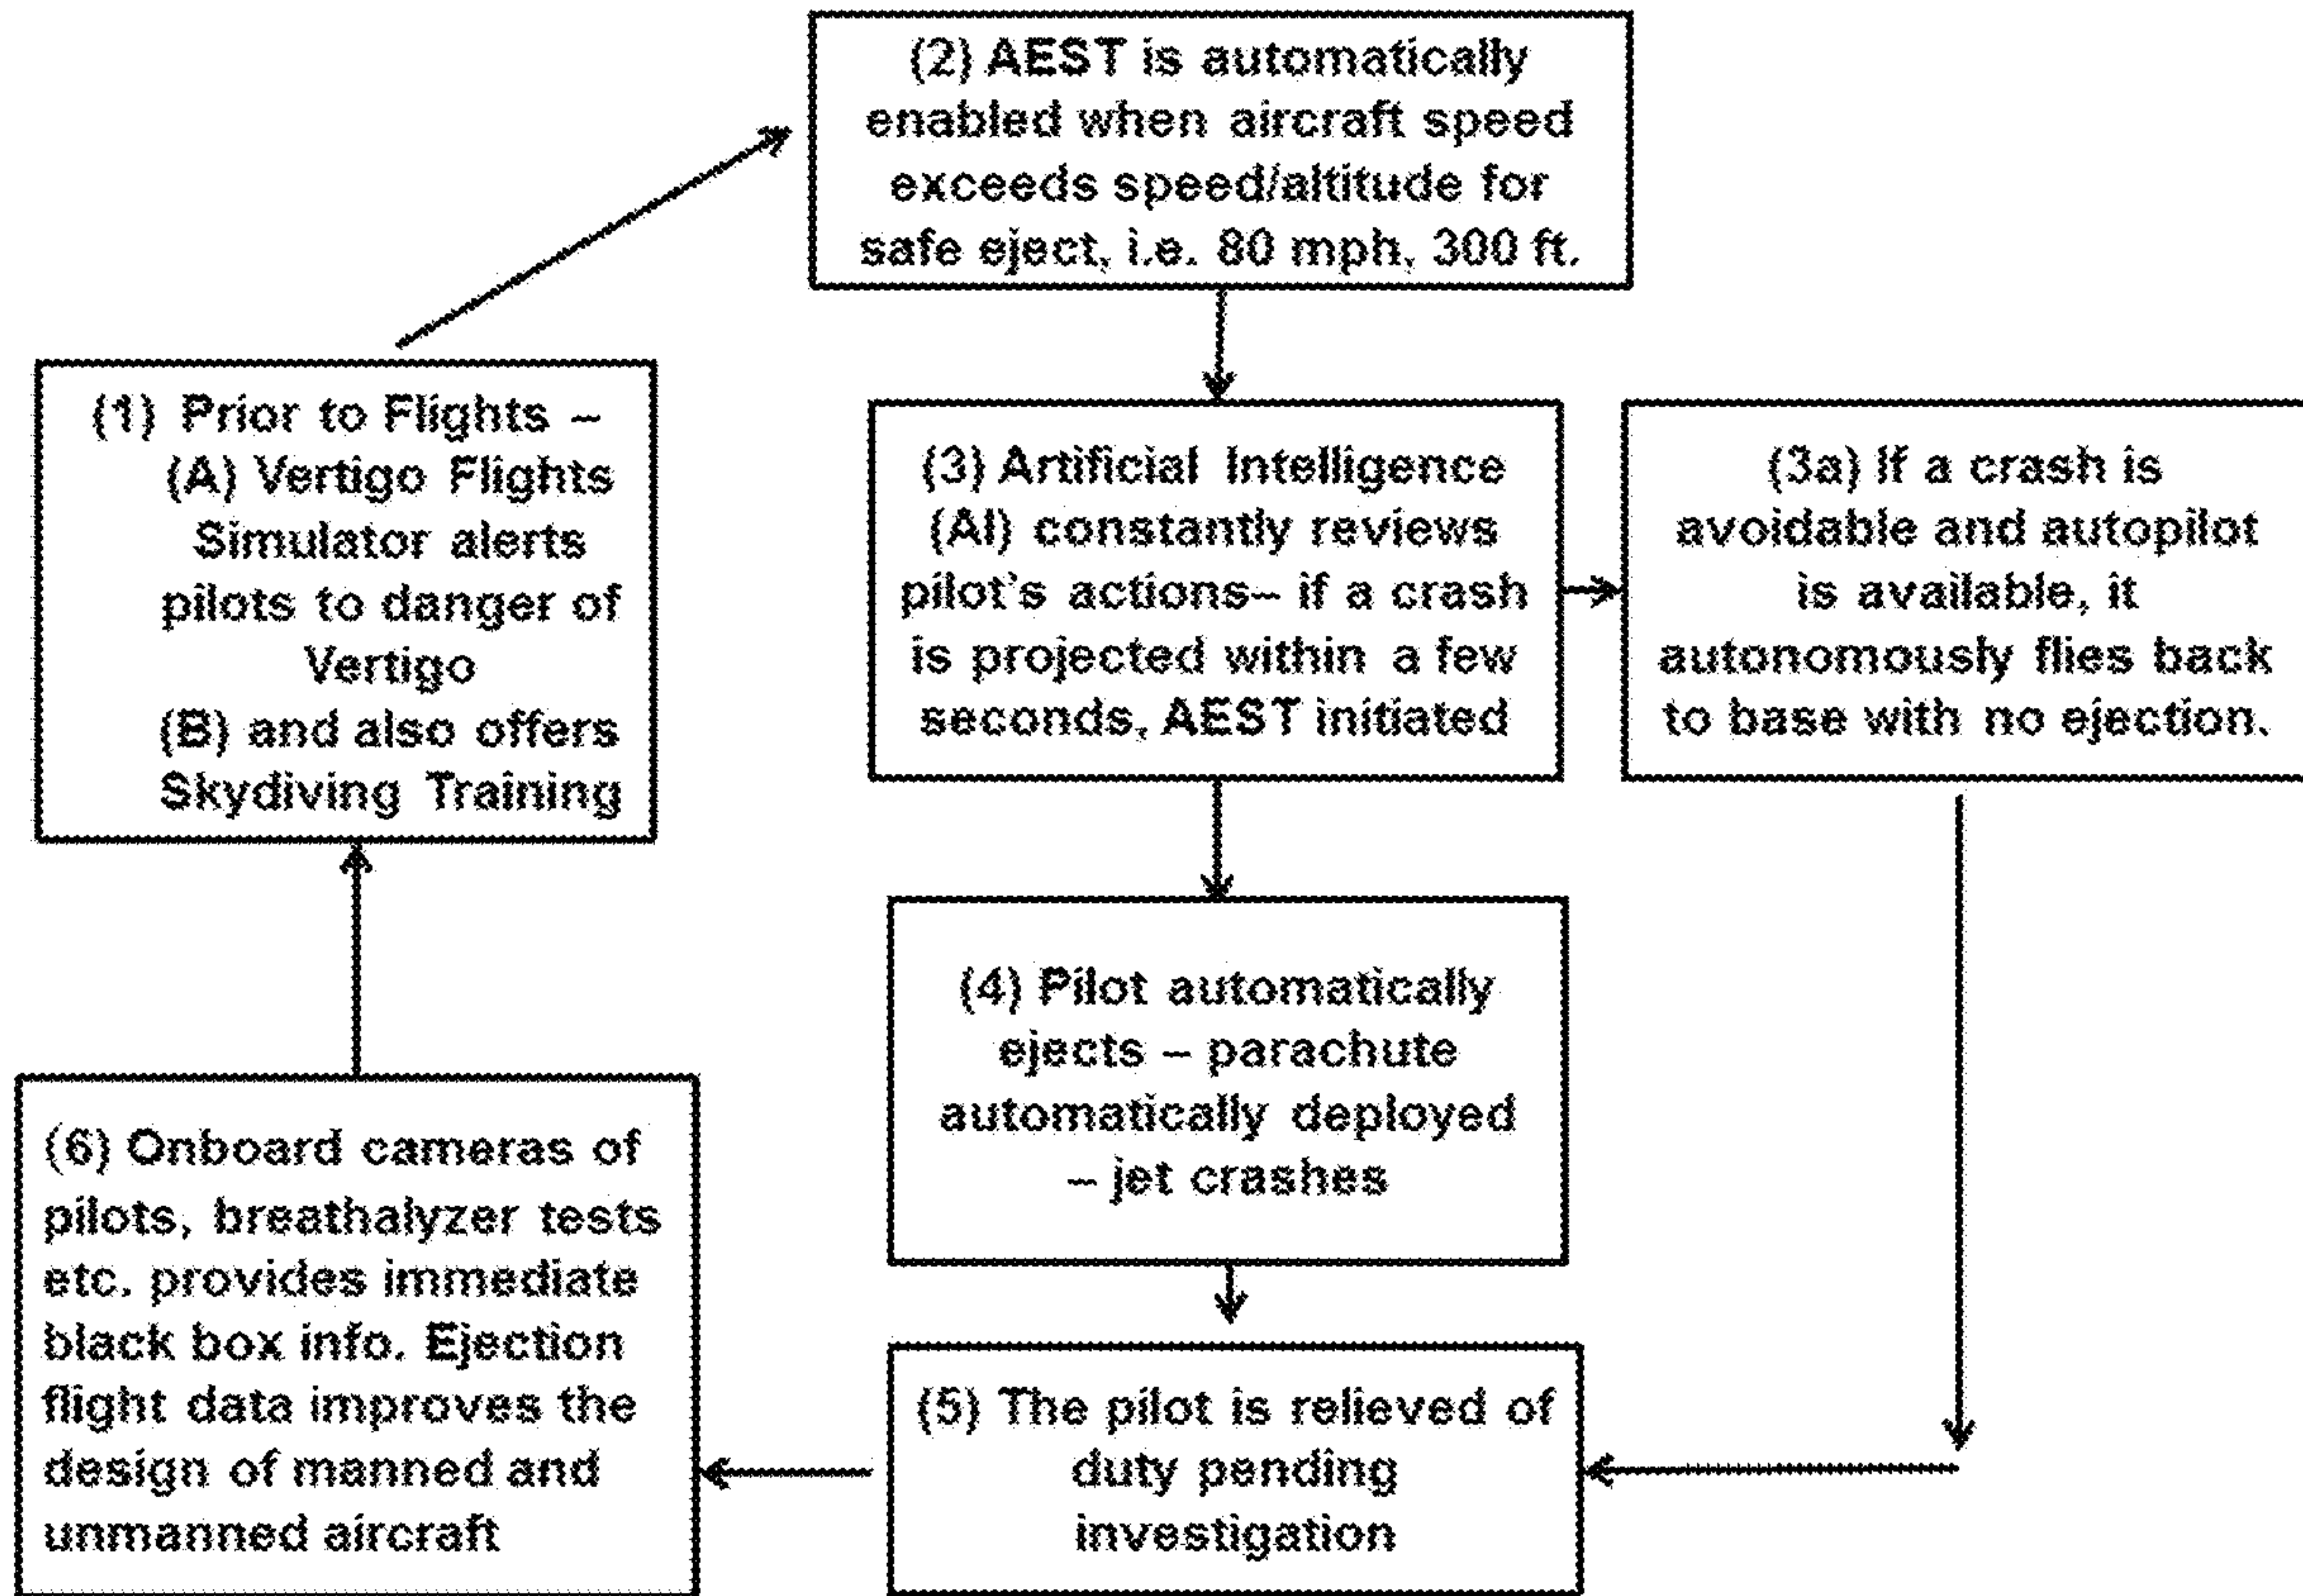 (2) AEST is automatically
enabled when aircraft speed
exceeds speed/altitude for
safe eject, i.e. 80 mph, 300 ft.
(1) Prior to Flights –
(A) Vertigo Flights
Simulator alerts
pilots to danger of
Vertigo
(B) and also offers
Skydiving Training
(3) Artificial Intelligence
(AI) constantly reviews
pilot's actions– if a crash
is projected within a few
seconds, AEST initiated
(3a) If a crash is
avoidable and autopilot
is available, it
autonomously flies back
to base with no ejection.
(4) Pilot automatically
ejects – parachute
automatically deployed
– jet crashes
(6) Onboard cameras of
pilots, breathalyzer tests
etc. provides immediate
black box info. Ejection
flight data improves the
design of manned and
unmanned aircraft
(5) The pilot is relieved of
duty pending
investigation